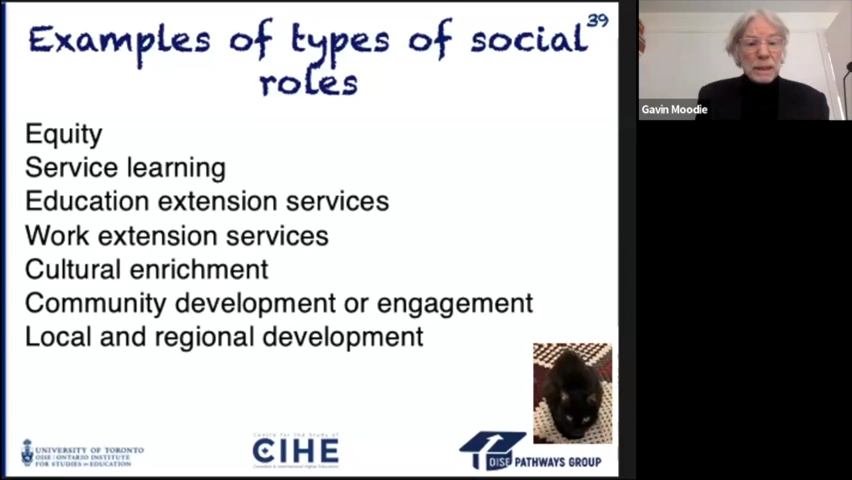 39
Examples of types of social
roles
Gavin Moodie
Equity
Service learning
Education extension services
Work extension services
Cultural enrichment
Community development or engagement
Local and regional development
UNIVERSITY OF TORONTO
OISE | ONTARIO INSTITUTE
FOR STUDIES IN EDUCATION
Centre for the Study of
CIHE
Canadian & International Higher Education
OISE PATHWAYS GROUP